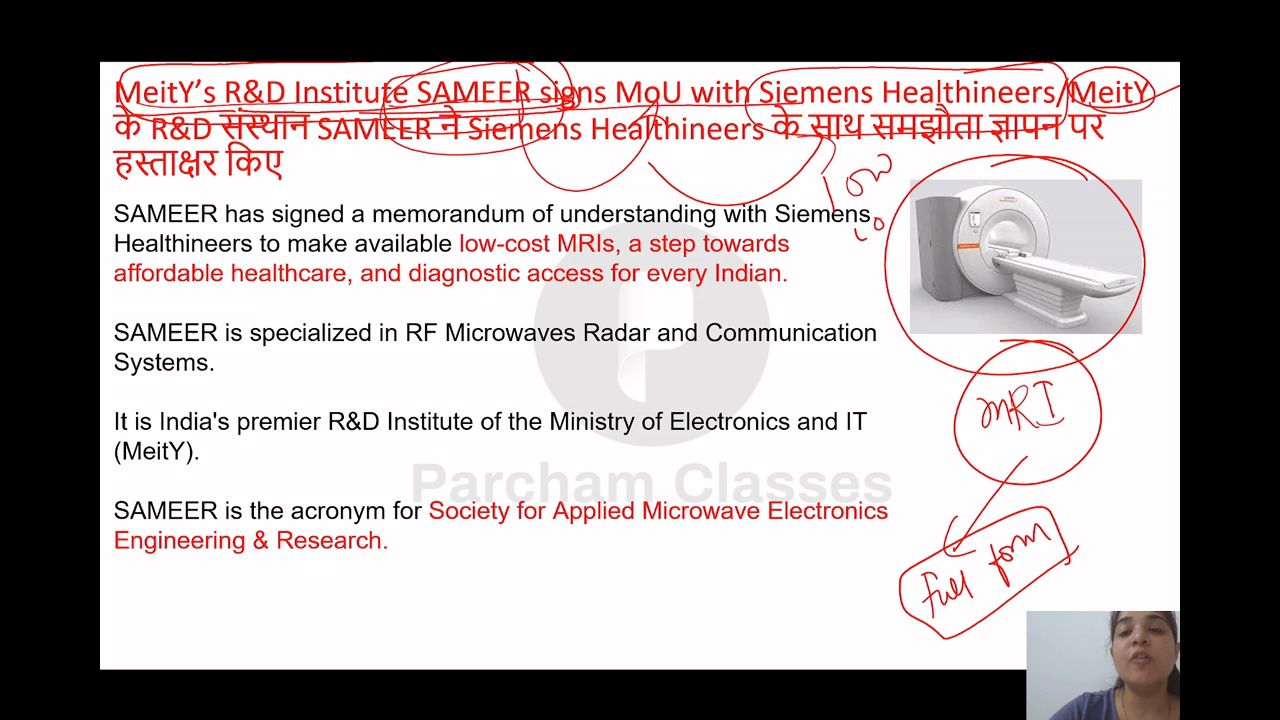 MeitY's R&D Institute SAMEER signs MoU with Siemens Healthineers/MeitY
के R&D संस्थान SAMEER ने Siemens Healthineers के साथ समझौता ज्ञापन पर
हस्ताक्षर किए
low
SAMEER has signed a memorandum of understanding with Siemens
Healthineers to make available low-cost MRIs, a step towards
affordable healthcare, and diagnostic access for every Indian.
SAMEER is specialized in RF Microwaves Radar and Communication
Systems.
MRI
It is India's premier R&D Institute of the Ministry of Electronics and IT
(MeitY).
Parcham Classes
SAMEER is the acronym for Society for Applied Microwave Electronics
Engineering & Research.
Full form